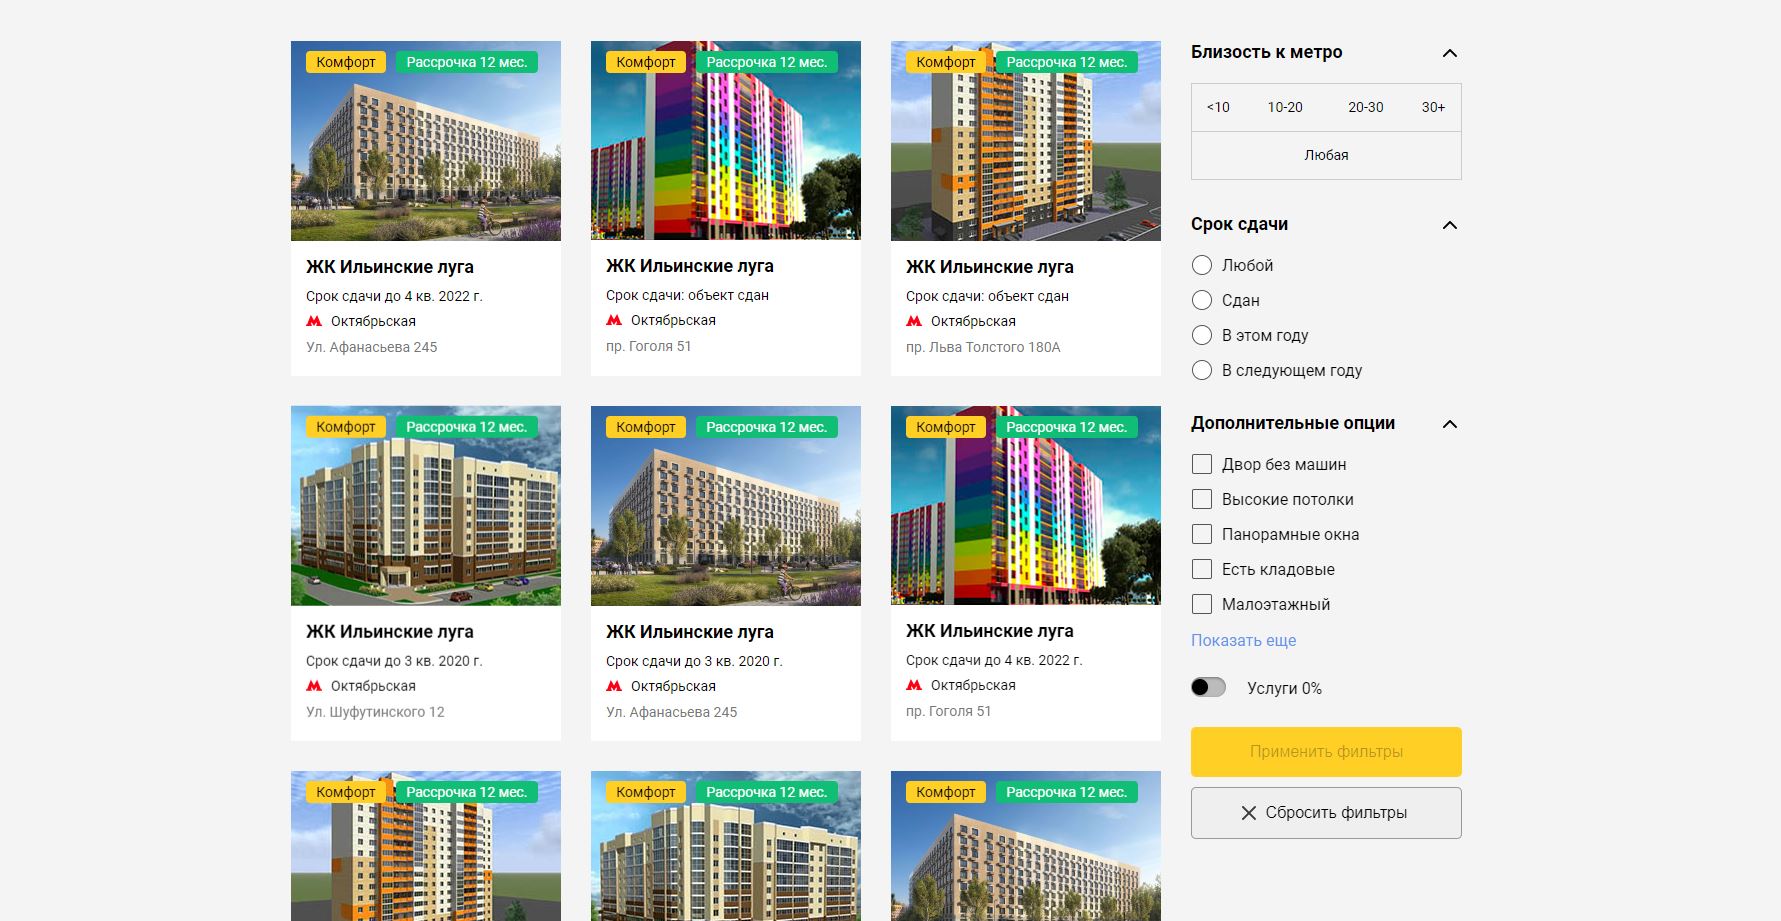 Комфорт Рассрочка 12 мес.
ЖК Ильинские луга
Срок сдачи до 4 кв. 2022 г.
Октябрьская
Ул. Афанасьева 245
Комфорт Рассрочка 12 мес.
ЖК Ильинские луга
Срок сдачи: объект сдан
Октябрьская
пр. Гоголя 51
Комфорт Рассрочка 12 мес.
ЖК Ильинские луга
Срок сдачи: объект сдан
Октябрьская
пр. Льва Толстого 180А
Комфорт Рассрочка 12 мес.
ЖК Ильинские луга
Срок сдачи до 3 кв. 2020 г.
Октябрьская
Ул. Шуфутинского 12
Комфорт Рассрочка 12 мес.
ЖК Ильинские луга
Срок сдачи до 3 кв. 2020 г.
Октябрьская
Ул. Афанасьева 245
Комфорт Рассрочка 12 мес.
ЖК Ильинские луга
Срок сдачи до 4 кв. 2022 г.
Октябрьская
пр. Гоголя 51
Комфорт Рассрочка 12 мес.
Комфорт Рассрочка 12 мес.
Комфорт Рассрочка 12 мес.
Близость к метро
<10 10-20 20-30 30+
Любая
Срок сдачи
Любой
Сдан
В этом году
В следующем году
Дополнительные опции
Двор без машин
Высокие потолки
Панорамные окна
Есть кладовые
Малоэтажный
Показать еще
Услуги 0%
Применить фильтры
Сбросить фильтры